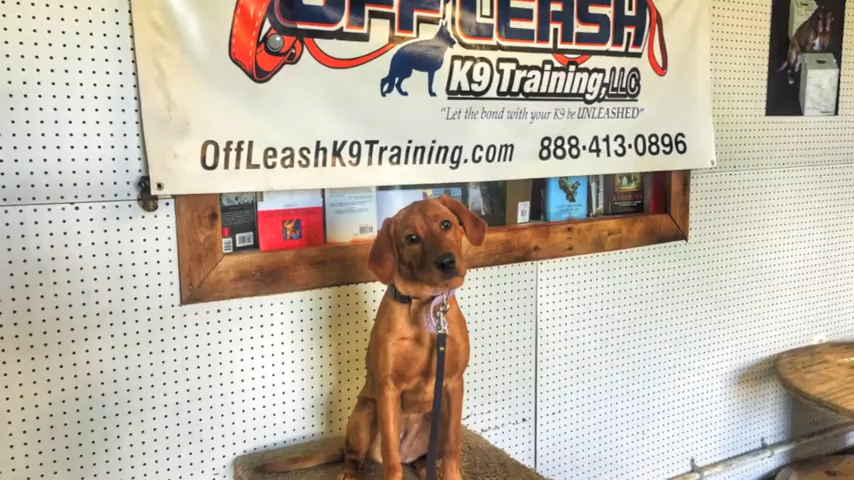 OFF LEASH
K9 Training, LLC
"Let the bond with your K9 be UNLEASHED"
OffLeashK9Training.com 888·413·0896